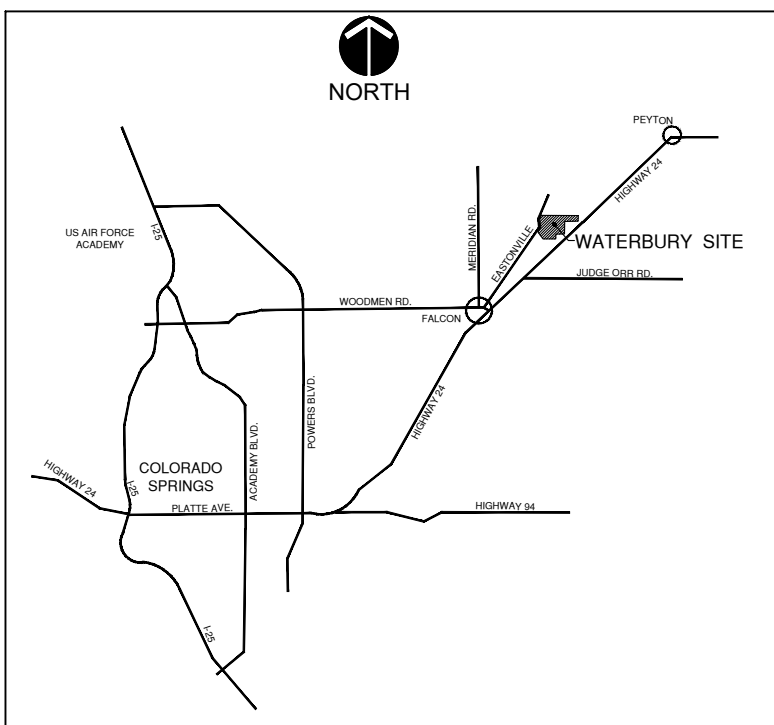 NORTH
PEYTON
HIGHWAY 24
MERIDIAN RD.
EASTONVILLE
WATERBURY SITE
JUDGE ORR RD.
US AIR FORCE
ACADEMY
I-25
WOODMEN RD.
FALCON
POWERS BLVD.
HIGHWAY 24
ACADEMY BLVD.
COLORADO
SPRINGS
HIGHWAY 24
I-25
PLATTE AVE.
HIGHWAY 94
I-25